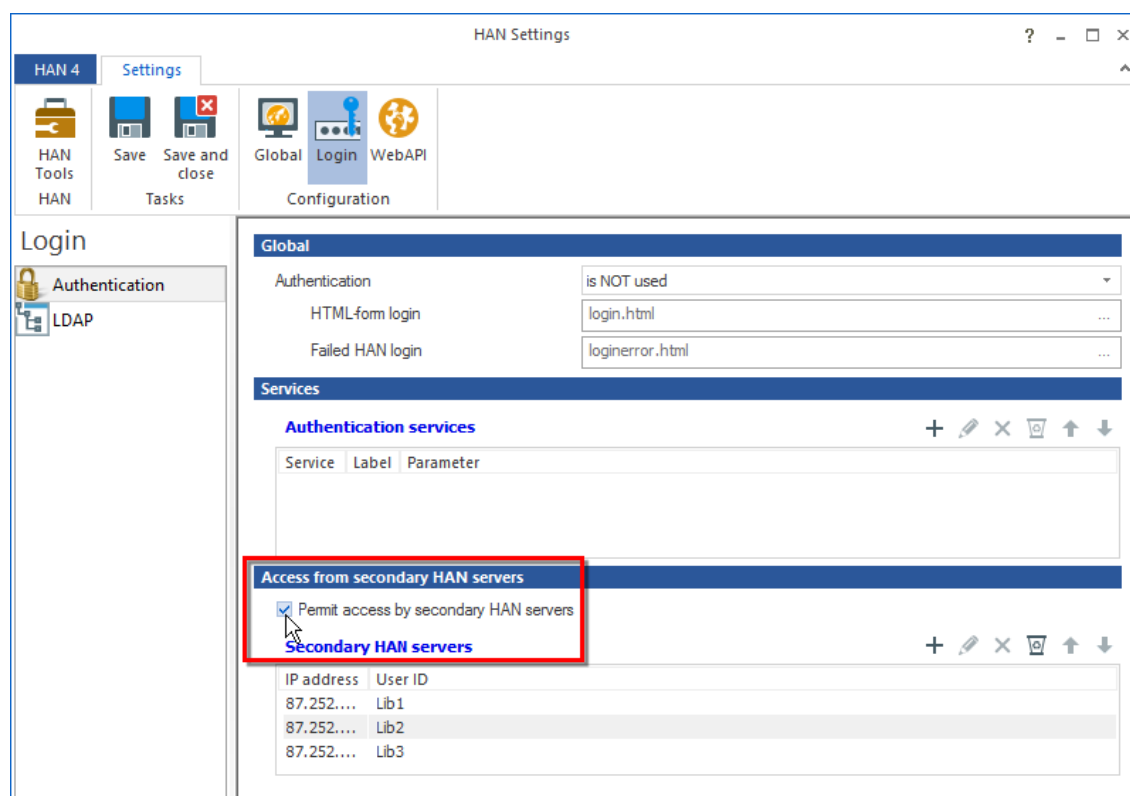 HAN Settings
HAN 4 Settings
HAN Tools
Save
Save and close
Global
Login
WebAPI
HAN
Tasks
Configuration
Login
Authentication
LDAP
Global
Authentication is NOT used
HTML-form login login.html ...
Failed HAN login loginerror.html ...
Services
Authentication services
Service Label Parameter
Access from secondary HAN servers
Permit access by secondary HAN servers
Secondary HAN servers
IP address User ID
87.252.... Lib1
87.252.... Lib2
87.252.... Lib3